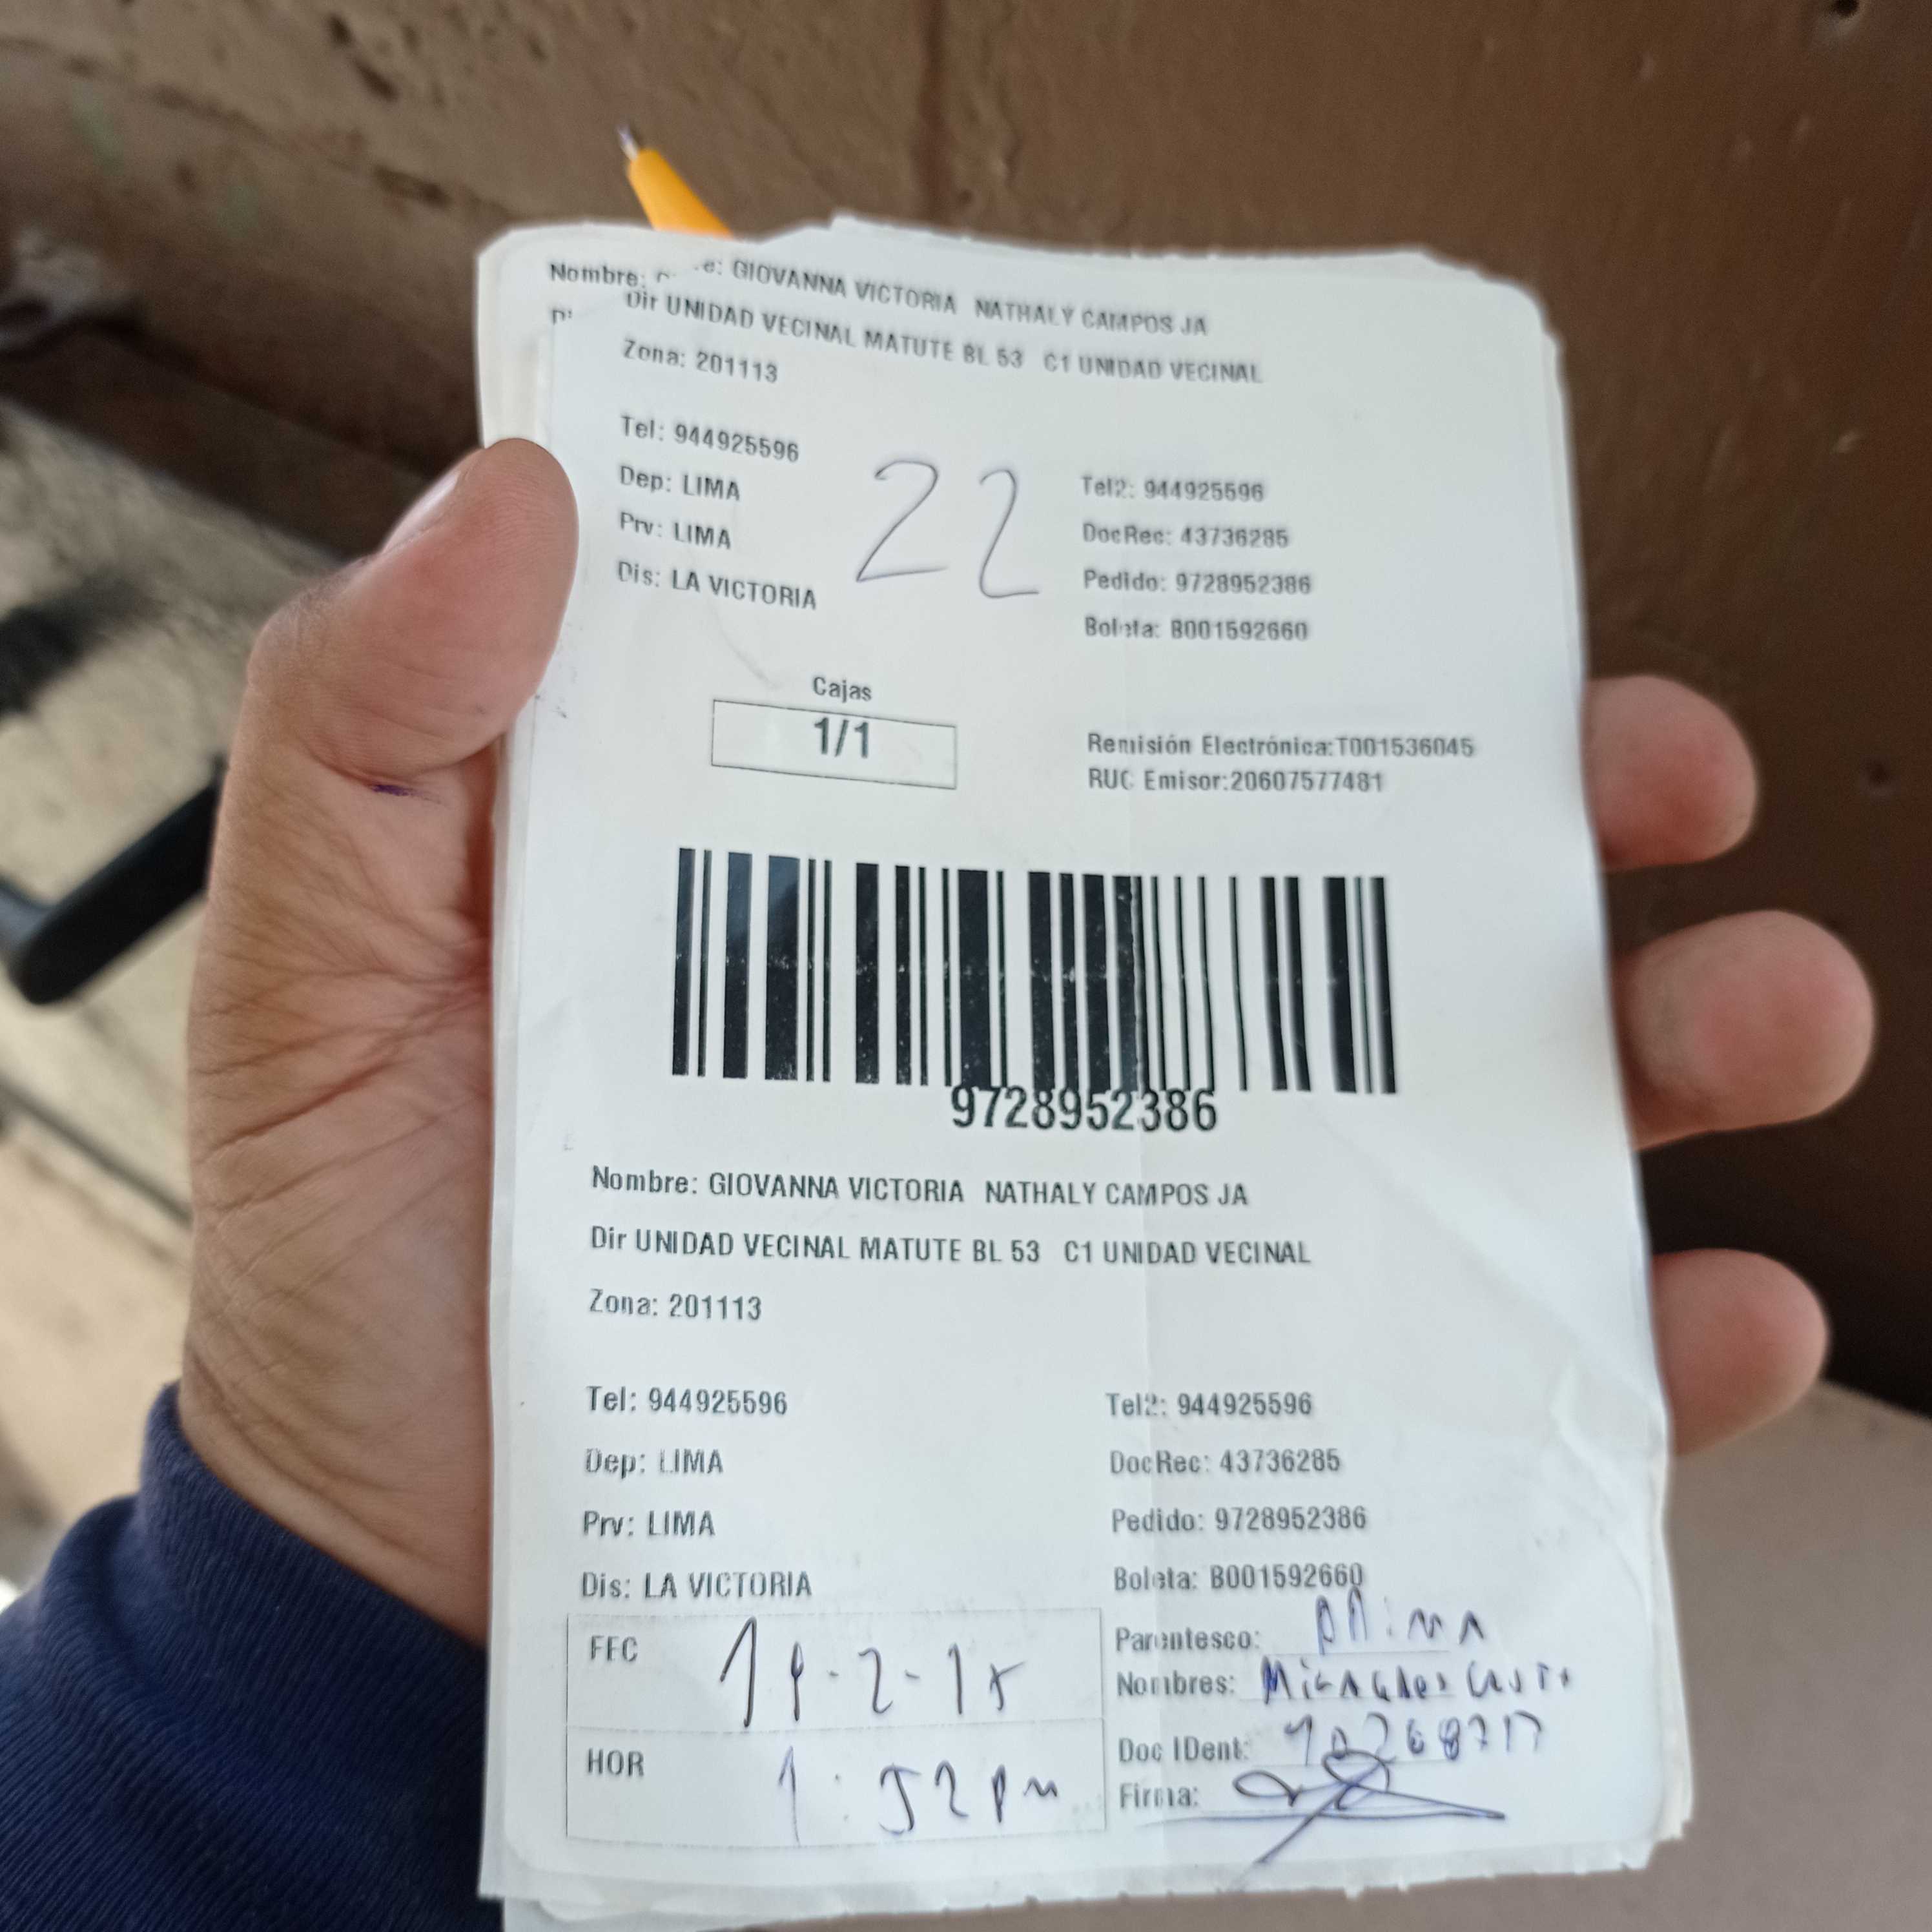 Nombre:
e: GIOVANNA VICTORIA NATHALY CAMPOS JA
Dir UNIDAD VECINAL MATUTE BL 53 C1 UNIDAD VECINAL
Zona: 201113
Tel: 944925596
22
Tel2: 944925596
Dep: LIMA
DocRec: 43736285
Prv: LIMA
Pedido: 9728952386
Dis: LA VICTORIA
Boleta: B001592660
Cajas
1/1
Remisión Electrónica:T001536045
RUC Emisor:20607577481
9728952386
Nombre: GIOVANNA VICTORIA NATHALY CAMPOS JA
Dir UNIDAD VECINAL MATUTE BL 53 C1 UNIDAD VECINAL
Zona: 201113
Tel: 944925596 Tel2: 944925596
Dep: LIMA DocRec: 43736285
Prv: LIMA Pedido: 9728952386
Dis: LA VICTORIA Boleta: B001592660
FEC
Parentesco:
Nombres:
HOR 1:52pm
Doc IDent:
Firma: